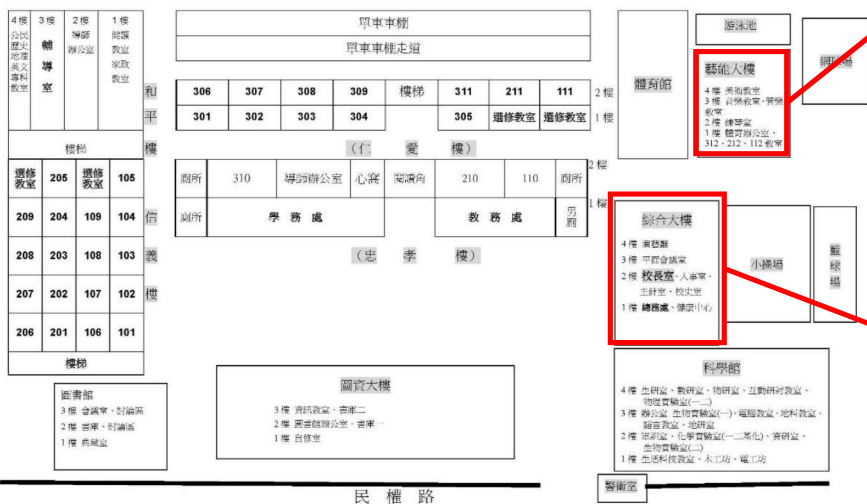 4樓
公民
歷史
地理
英文
專科
教室
3樓
輔
導
室
2樓
導師
辦公室
1樓
健護
教室
家政
教室
樓梯
和
平
樓
選修教室 205 選修教室 105
209 204 109 104
208 203 108 103
207 202 107 102
206 201 106 101
樓梯
信
義
樓
單車車棚
單車車棚走道
306 307 308 309 樓梯 311 211 111 2樓
301 302 303 304 305 選修教室 選修教室 1樓
(仁 愛 樓)
廁所 310 導師辦公室 心窩 閱讀角 210 110 廁所 2樓
廁所 學務處 教務處 男廁 1樓
(忠 孝 樓)
體育館
游泳池
網球場
藝能大樓
4樓 美術教室
3樓 音樂教室、管樂
教室
2樓 練琴室
1樓 體育辦公室、
312、212、112教室
綜合大樓
4樓 演藝廳
3樓 平面會議室
2樓 校長室、人事室、
主計室、校史室
1樓 總務處、健康中心
小操場
籃球場
科學館
4樓 生研室、數研室、物研室、互動研討教室、
物理實驗室(一二)
3樓 辦公室 生物實驗室(一)、電腦教室、地科教室、
語言教室、地研室
2樓 軍訓室、化學實驗室(一二基化)、資研室、
生物實驗室(二)
1樓 生活科技教室、木工坊、電工坊
圖書館
3樓 會議室、討論區
2樓 書庫、討論區
1樓 典藏室
圖資大樓
3樓 資訊教室、書庫二
2樓 圖書館辦公室、書庫一
1樓 自修室
警衛室
民 權 路